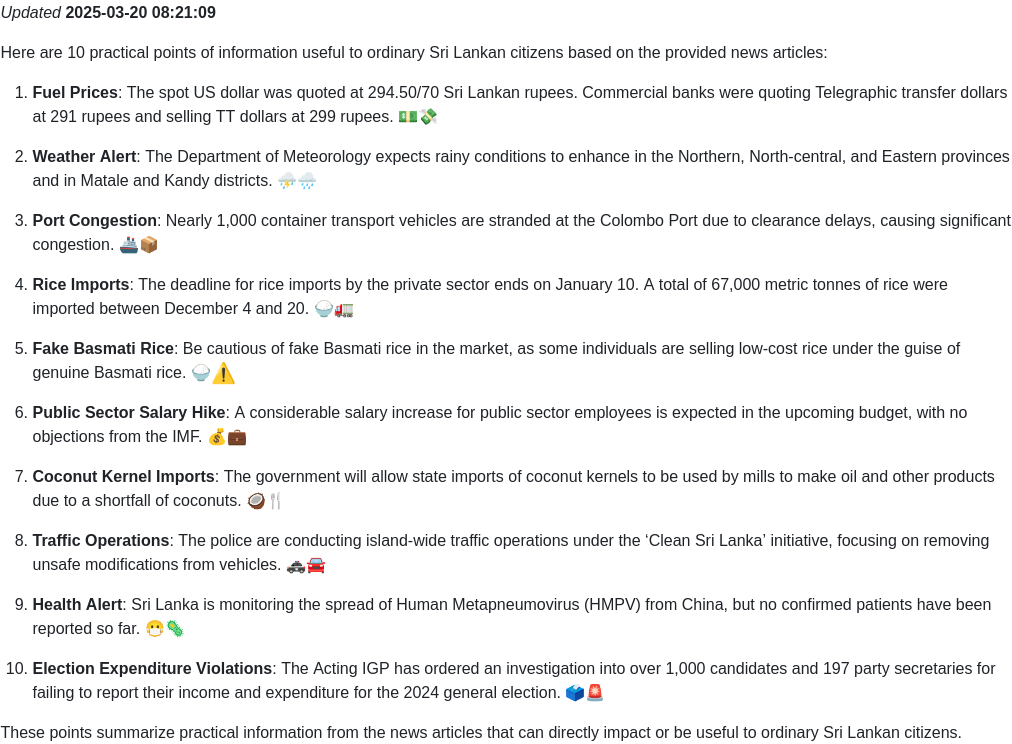 Updated 2025-03-20 08:21:09
Here are 10 practical points of information useful to ordinary Sri Lankan citizens based on the provided news articles:
1. Fuel Prices: The spot US dollar was quoted at 294.50/70 Sri Lankan rupees. Commercial banks were quoting Telegraphic transfer dollars
at 291 rupees and selling TT dollars at 299 rupees. 💵💸
2. Weather Alert: The Department of Meteorology expects rainy conditions to enhance in the Northern, North-central, and Eastern provinces
and in Matale and Kandy districts. ⛈️🌧️
3. Port Congestion: Nearly 1,000 container transport vehicles are stranded at the Colombo Port due to clearance delays, causing significant
congestion. 🚢📦
4. Rice Imports: The deadline for rice imports by the private sector ends on January 10. A total of 67,000 metric tonnes of rice were
imported between December 4 and 20. 🍚🚛
5. Fake Basmati Rice: Be cautious of fake Basmati rice in the market, as some individuals are selling low-cost rice under the guise of
genuine Basmati rice. 🍚⚠️
6. Public Sector Salary Hike: A considerable salary increase for public sector employees is expected in the upcoming budget, with no
objections from the IMF. 💰💼
7. Coconut Kernel Imports: The government will allow state imports of coconut kernels to be used by mills to make oil and other products
due to a shortfall of coconuts. 🥥🍴
8. Traffic Operations: The police are conducting island-wide traffic operations under the ‘Clean Sri Lanka’ initiative, focusing on removing
unsafe modifications from vehicles. 🚓🚘
9. Health Alert: Sri Lanka is monitoring the spread of Human Metapneumovirus (HMPV) from China, but no confirmed patients have been
reported so far. 😷🦠
10. Election Expenditure Violations: The Acting IGP has ordered an investigation into over 1,000 candidates and 197 party secretaries for
failing to report their income and expenditure for the 2024 general election. 🗳️🚨
These points summarize practical information from the news articles that can directly impact or be useful to ordinary Sri Lankan citizens.